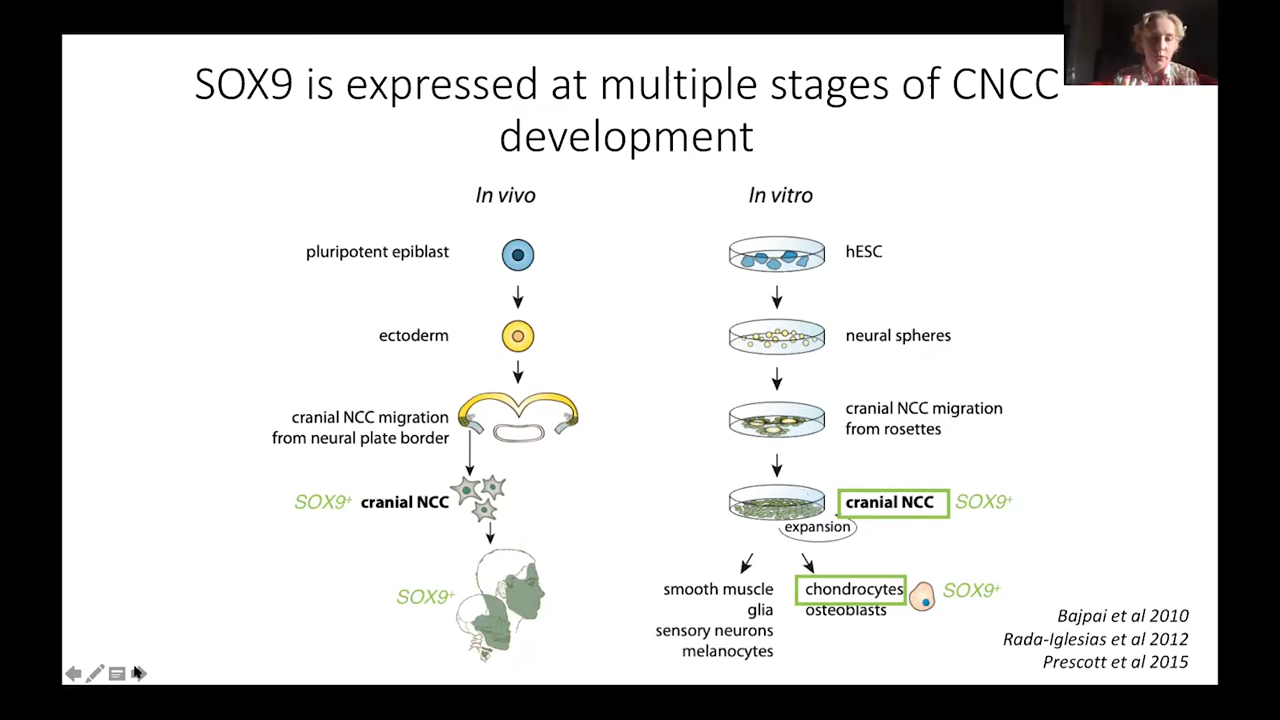 SOX9 is expressed at multiple stages of CNCC
development
In vivo
In vitro
pluripotent epiblast
hESC
ectoderm
neural spheres
cranial NCC migration
from neural plate border
cranial NCC migration
from rosettes
SOX9+ cranial NCC
cranial NCC SOX9+
expansion
SOX9+
smooth muscle
glia
sensory neurons
melanocytes
chondrocytes SOX9+
osteoblasts
Bajpai et al 2010
Rada-Iglesias et al 2012
Prescott et al 2015